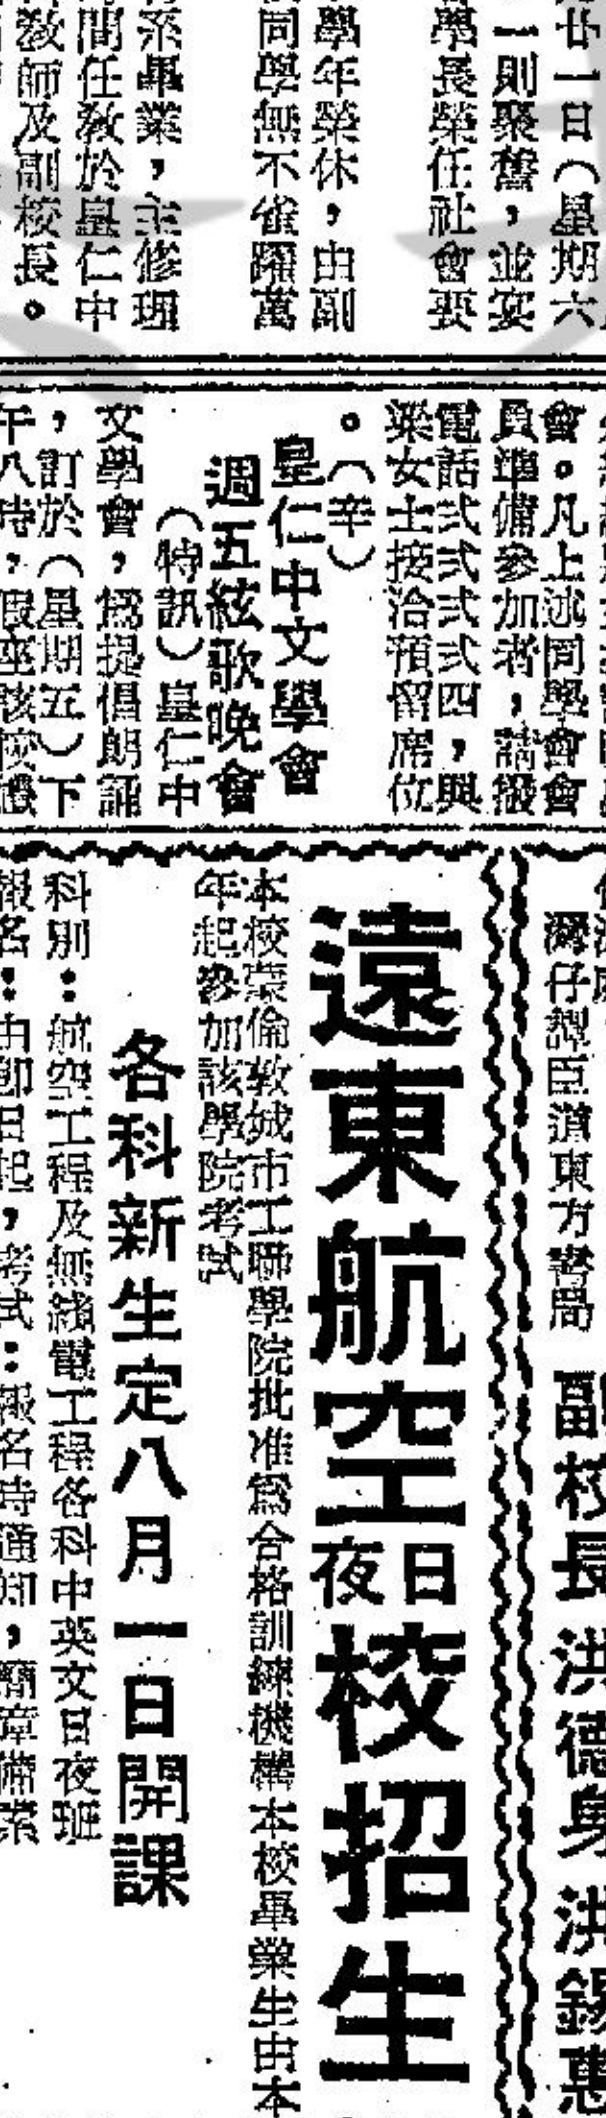 廿一日（星期六
一則聚舊，並宴
學長榮任社會要
學年榮休，由副
同學無不雀躍萬
系畢業，主修理
間任教於皇仁中
教師及副校長。
會。凡上述同學會會
員準備參加者，請撥
電話式式式式四，與
梁女士接洽預留席位
。（辛）
皇仁中文學會
週五絃歌晚會
（特訊）皇仁中
文學會，爲提倡朗誦
，訂於（星期五）下
午八時，假座該校禮
灣仔譚臣道東方書局
副校長 洪德身 洪錫惠
遠東航空日夜校招生
本校蒙倫敦城市工聯學院批准爲合格訓練機構本校畢業生由本
年起參加該學院考試
各科新生定八月一日開課
科別：航空工程及無綫電工程各科中英文日夜班
報名：由即日起，考試：報名時通知，簡章備索